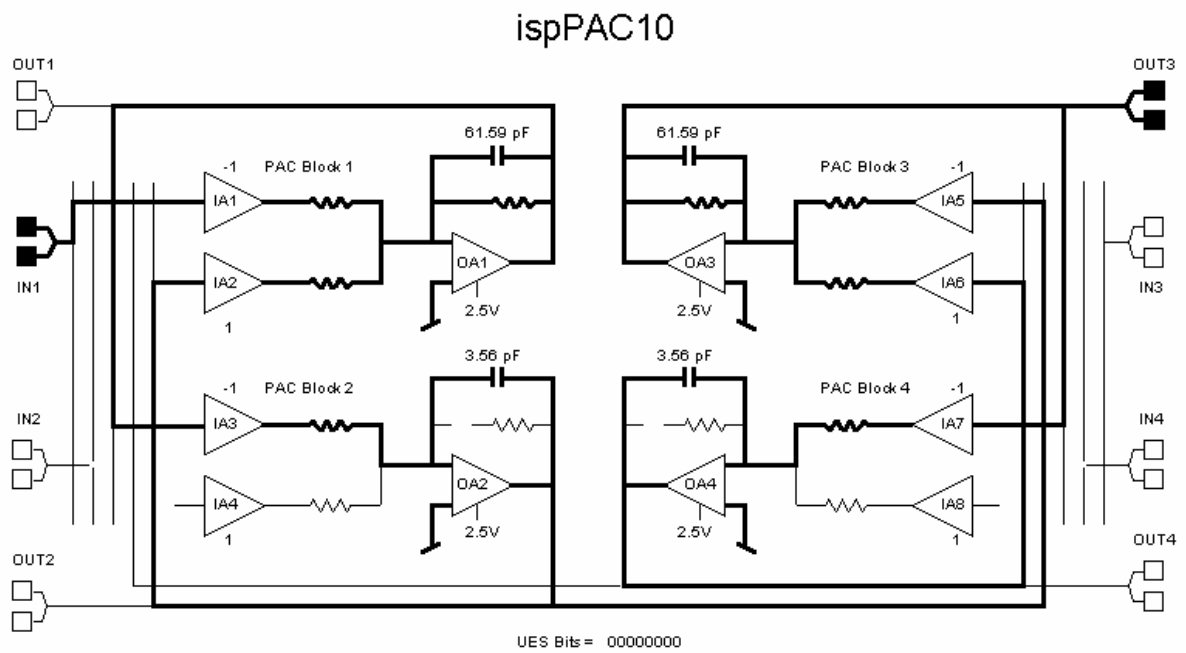 ispPAC10
OUT1
OUT3
61.59 pF
61.59 pF
-1
PAC Block 1
PAC Block 3
-1
IA1
IA5
IN1
OA1
OA3
IN3
IA2
IA6
2.5V
2.5V
1
1
3.56 pF
3.56 pF
-1
PAC Block 2
PAC Block 4
-1
IN2
IA3
IA7
IN4
OA2
OA4
IA4
IA8
2.5V
2.5V
1
1
OUT2
OUT4
UES Bits = 00000000